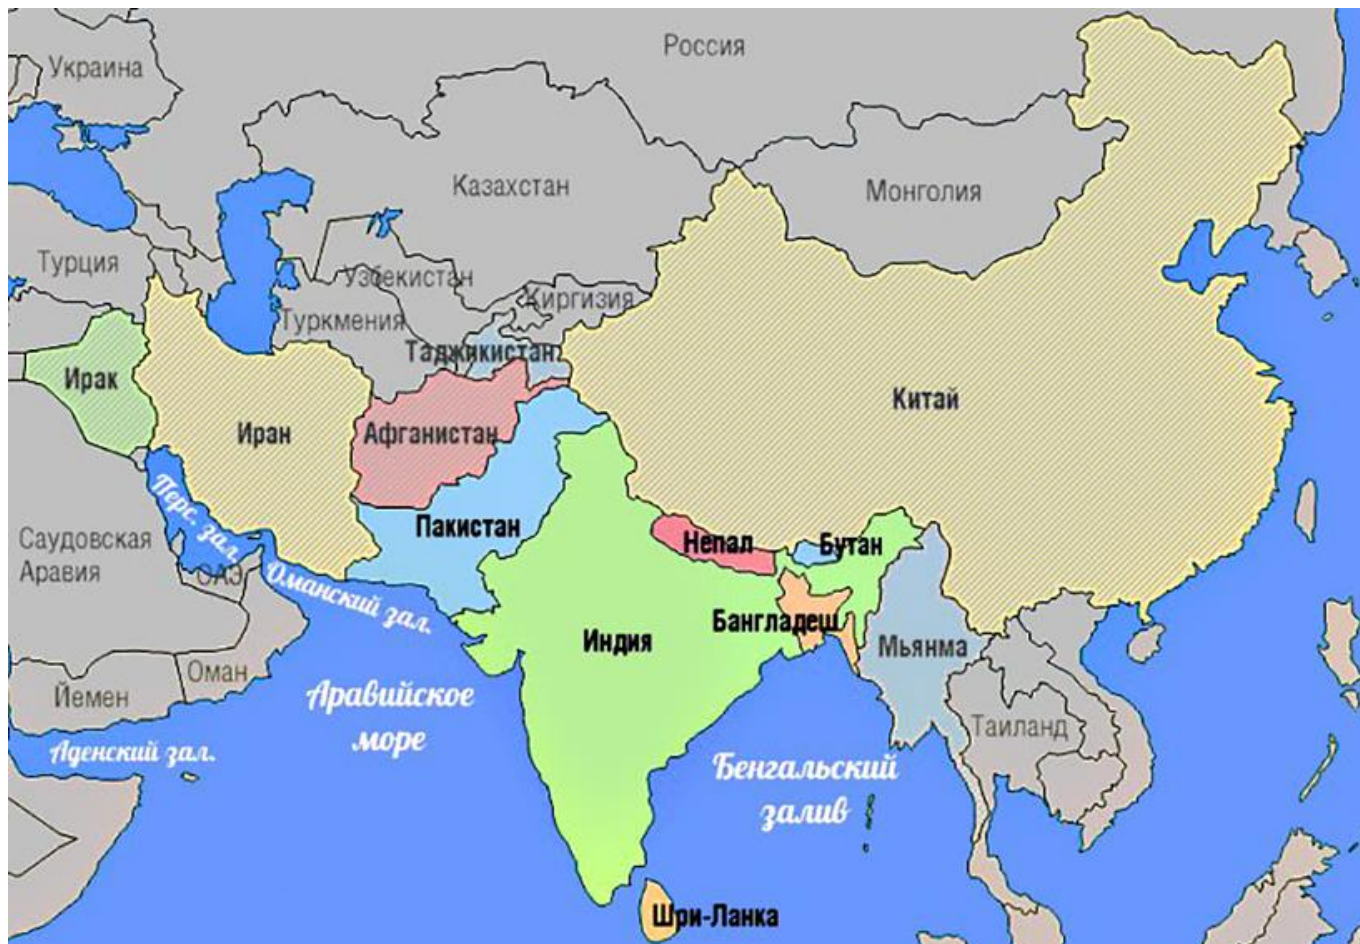 Россия
Украина
Казахстан
Монголия
Турция
Узбекистан
Киргизия
Туркмения
Таджикистан
Ирак
Китай
Иран
Афганистан
Перс. зал.
Пакистан
Саудовская
Аравия
Непал
Бутан
ОАЭ
Оманский зал.
Бангладеш
Индия
Мьянма
Оман
Йемен
Аравийское
море
Таиланд
Аденский зал.
Бенгальский
залив
Шри-Ланка